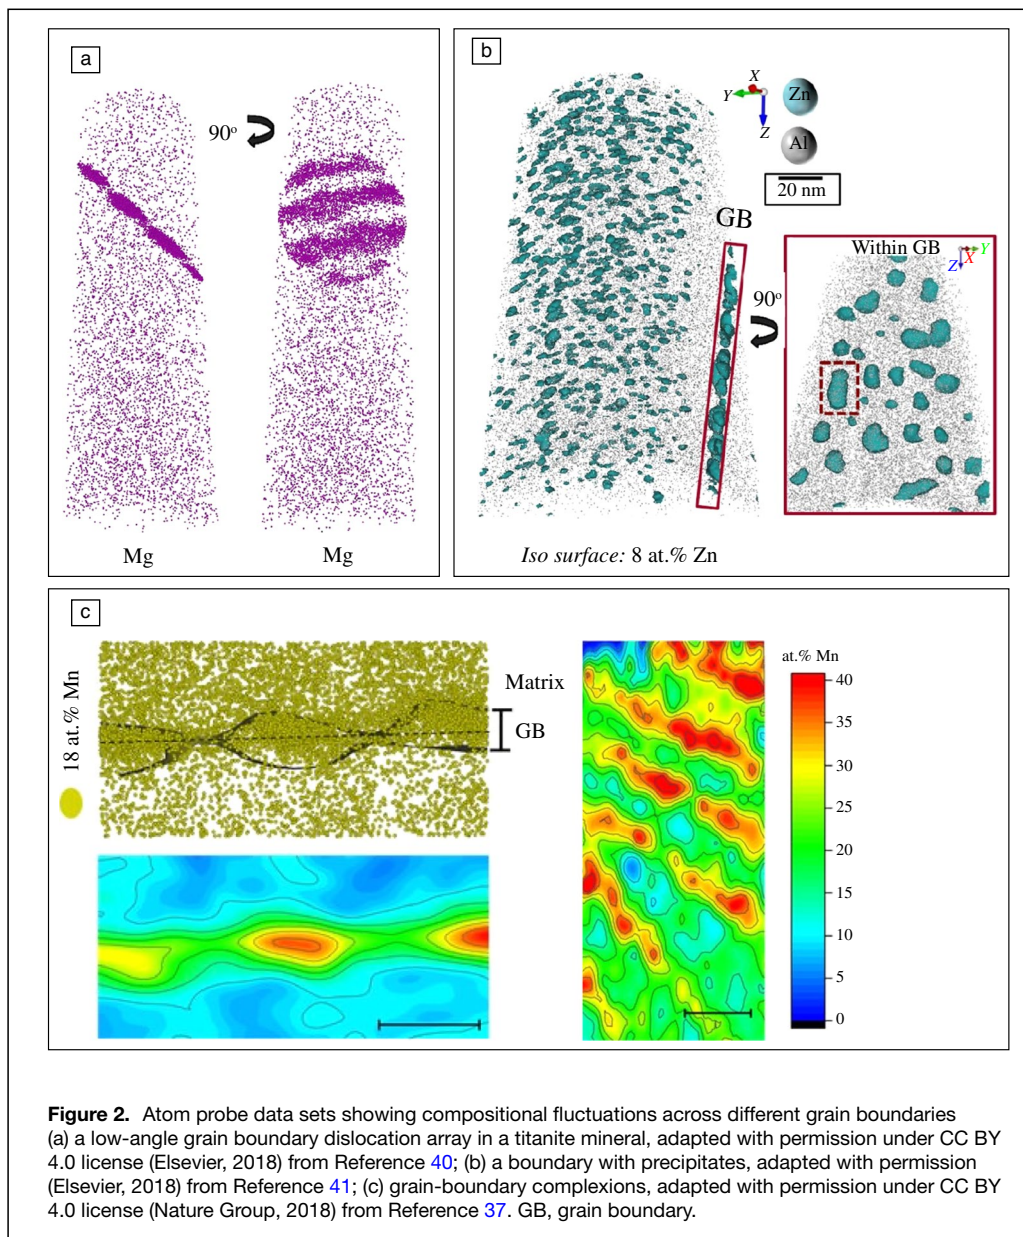 a
90°
Mg
Mg
b
X
Y
Z
Zn
Al
20 nm
GB
90°
Within GB
Z
X
Y
Iso surface: 8 at.% Zn
c
18 at.% Mn
Matrix
GB
at.% Mn
40
35
30
25
20
15
10
5
0
Figure 2. Atom probe data sets showing compositional fluctuations across different grain boundaries
(a) a low-angle grain boundary dislocation array in a titanite mineral, adapted with permission under CC BY
4.0 license (Elsevier, 2018) from Reference 40; (b) a boundary with precipitates, adapted with permission
(Elsevier, 2018) from Reference 41; (c) grain-boundary complexions, adapted with permission under CC BY
4.0 license (Nature Group, 2018) from Reference 37. GB, grain boundary.